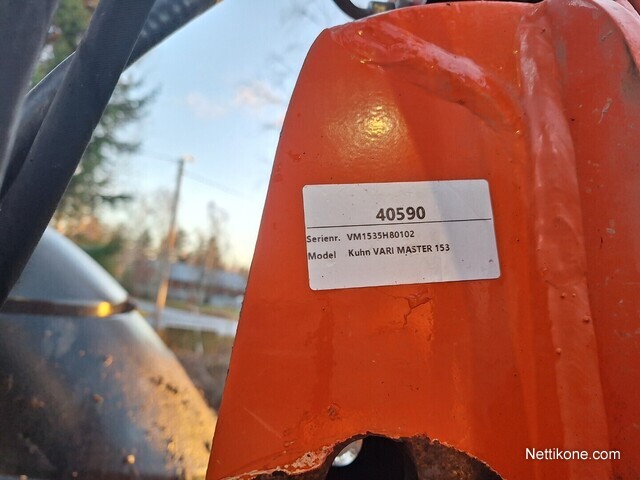 40590
Serienr. VM1535H80102
Model Kuhn VARI MASTER 153
Nettikone.com